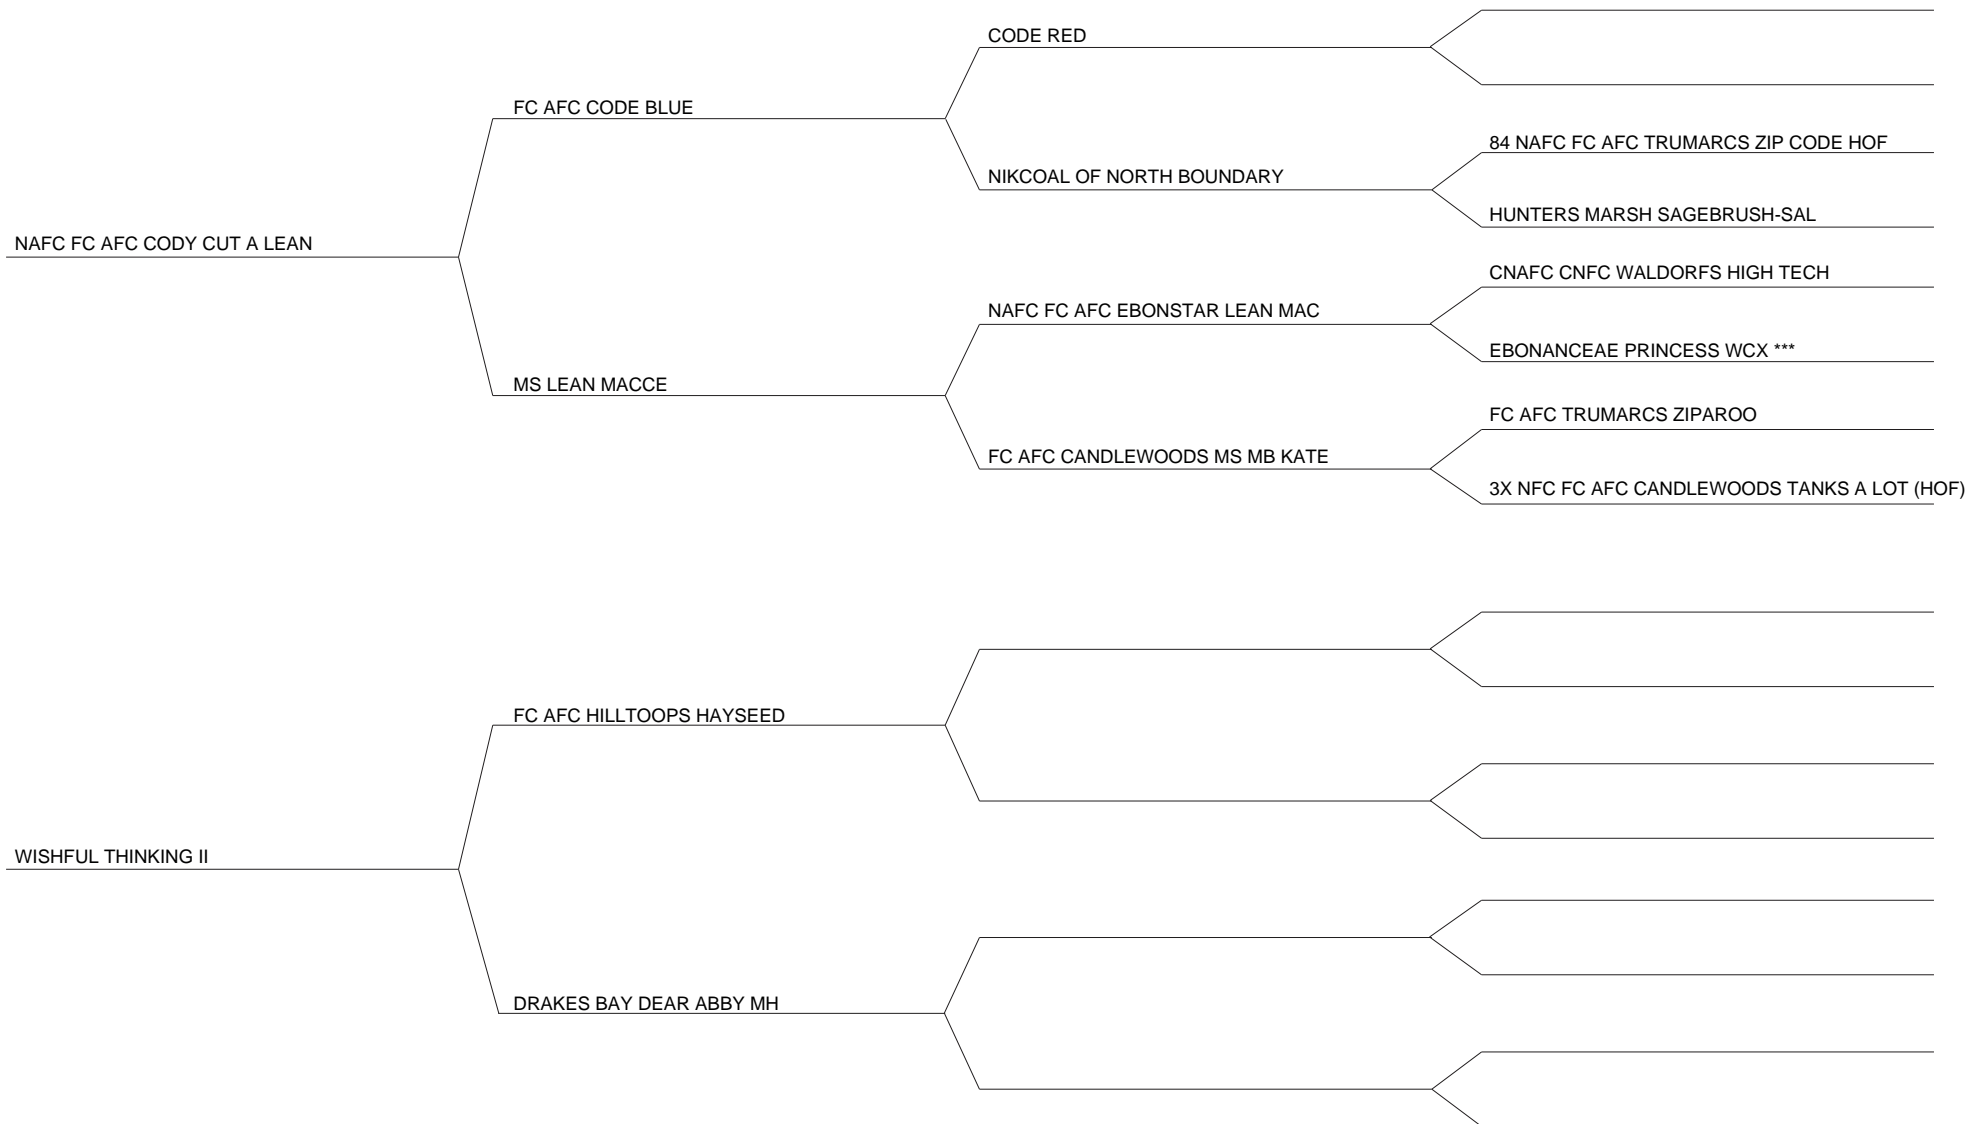 CODE RED
FC AFC CODE BLUE
84 NAFC FC AFC TRUMARCS ZIP CODE HOF
NIKCOAL OF NORTH BOUNDARY
HUNTERS MARSH SAGEBRUSH-SAL
NAFC FC AFC CODY CUT A LEAN
CNAFC CNFC WALDORFS HIGH TECH
NAFC FC AFC EBONSTAR LEAN MAC
EBONANCEAE PRINCESS WCX ***
MS LEAN MACCE
FC AFC TRUMARCS ZIPAROO
FC AFC CANDLEWOODS MS MB KATE
3X NFC FC AFC CANDLEWOODS TANKS A LOT (HOF)
FC AFC HILLTOOPS HAYSEED
WISHFUL THINKING II
DRAKES BAY DEAR ABBY MH